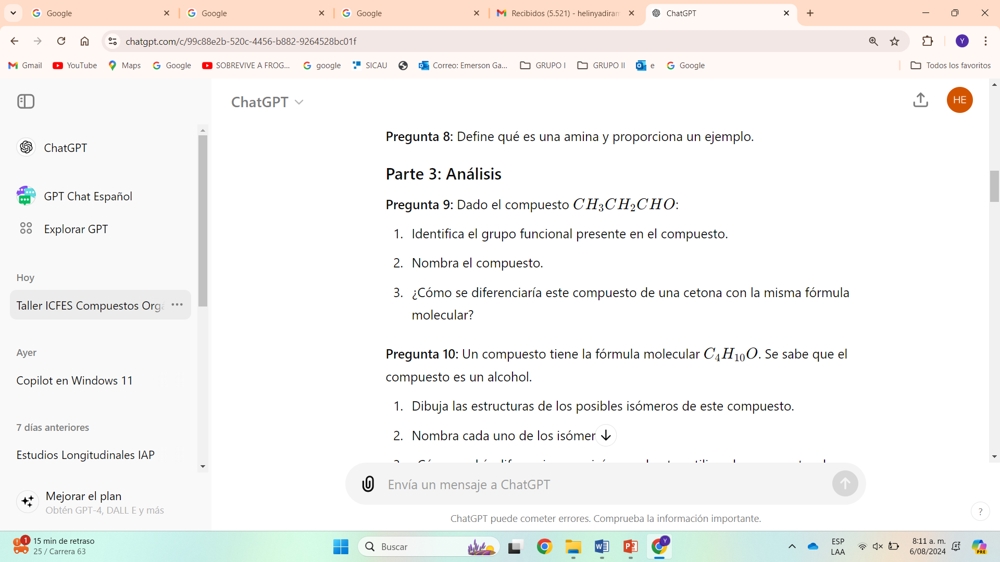 Google
Google
Google
Recibidos (5.521) - helinyadiram
ChatGPT
chatgpt.com/c/99c88e2b-520c-4456-b882-9264528bc01f
Y
Gmail
YouTube
Maps
Google
SOBREVIVE A FROG...
google
SICAU
Correo: Emerson Ga...
GRUPO I
GRUPO II
e
Google
Todos los favoritos
ChatGPT
HE
ChatGPT
GPT Chat Español
Explorar GPT
Hoy
Taller ICFES Compuestos Orgá
Ayer
Copilot en Windows 11
7 días anteriores
Estudios Longitudinales IAP
Mejorar el plan
Obtén GPT-4, DALL E y más
Pregunta 8: Define qué es una amina y proporciona un ejemplo.
Parte 3: Análisis
Pregunta 9: Dado el compuesto CH₃CH₂CHO:
1. Identifica el grupo funcional presente en el compuesto.
2. Nombra el compuesto.
3. ¿Cómo se diferenciaría este compuesto de una cetona con la misma fórmula
molecular?
Pregunta 10: Un compuesto tiene la fórmula molecular C₄H₁₀O. Se sabe que el
compuesto es un alcohol.
1. Dibuja las estructuras de los posibles isómeros de este compuesto.
2. Nombra cada uno de los isómer
Envía un mensaje a ChatGPT
?
ChatGPT puede cometer errores. Comprueba la información importante.
1
15 min de retraso
25 / Carrera 63
Buscar
Y
ESP
LAA
8:11 a. m.
6/08/2024
PRE